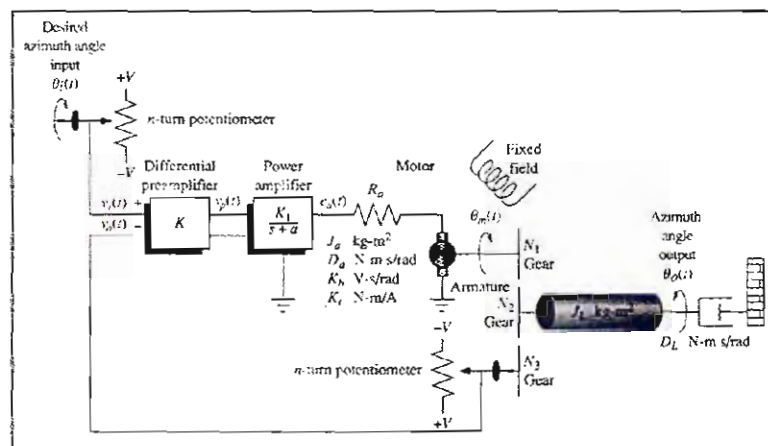 Desired
azimuth angle
input
θi(t)
+V
n-turn potentiometer
−V
Differential
preamplifier
Power
amplifier
Motor
Fixed
field
vi(t) +
vo(t) −
K
vp(t)
K1
s + a
ea(t)
Ra
Ja kg-m²
Da N-m s/rad
Kb V-s/rad
Kt N-m/A
θm(t)
Armature
N1
Gear
N2
Gear
N3
Gear
JL kg-m²
Azimuth
angle
output
θo(t)
DL N-m s/rad
−V
n-turn potentiometer
+V